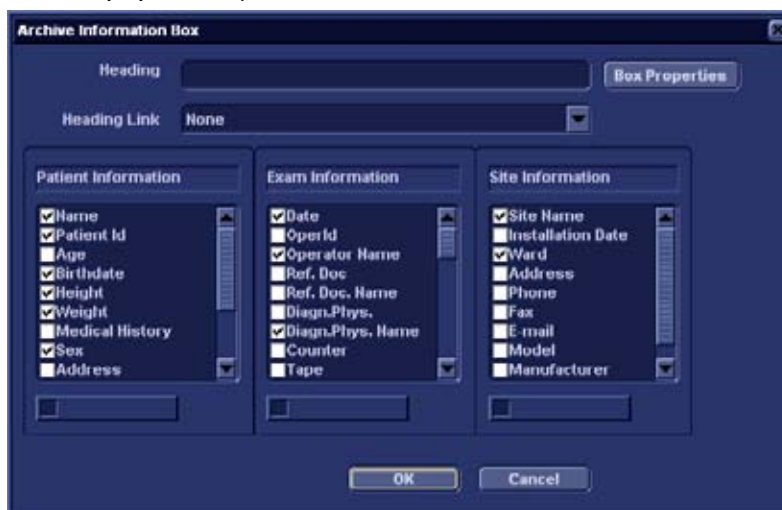 Archive Information Box
Heading
Box Properties
Heading Link
None
Patient Information
Name
Patient Id
Age
Birthdate
Height
Weight
Medical History
Sex
Address
Exam Information
Date
OperId
Operator Name
Ref. Doc
Ref. Doc. Name
Diagn.Phys.
Diagn.Phys. Name
Counter
Tape
Site Information
Site Name
Installation Date
Ward
Address
Phone
Fax
E-mail
Model
Manufacturer
OK
Cancel